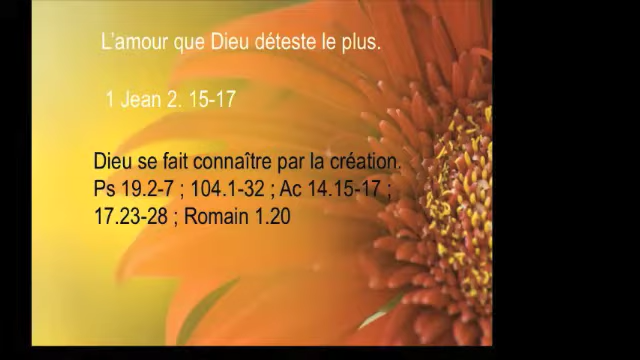 L'amour que Dieu déteste le plus.
1 Jean 2. 15-17
Dieu se fait connaître par la création.
Ps 19.2-7 ; 104.1-32 ; Ac 14.15-17 ;
17.23-28 ; Romain 1.20